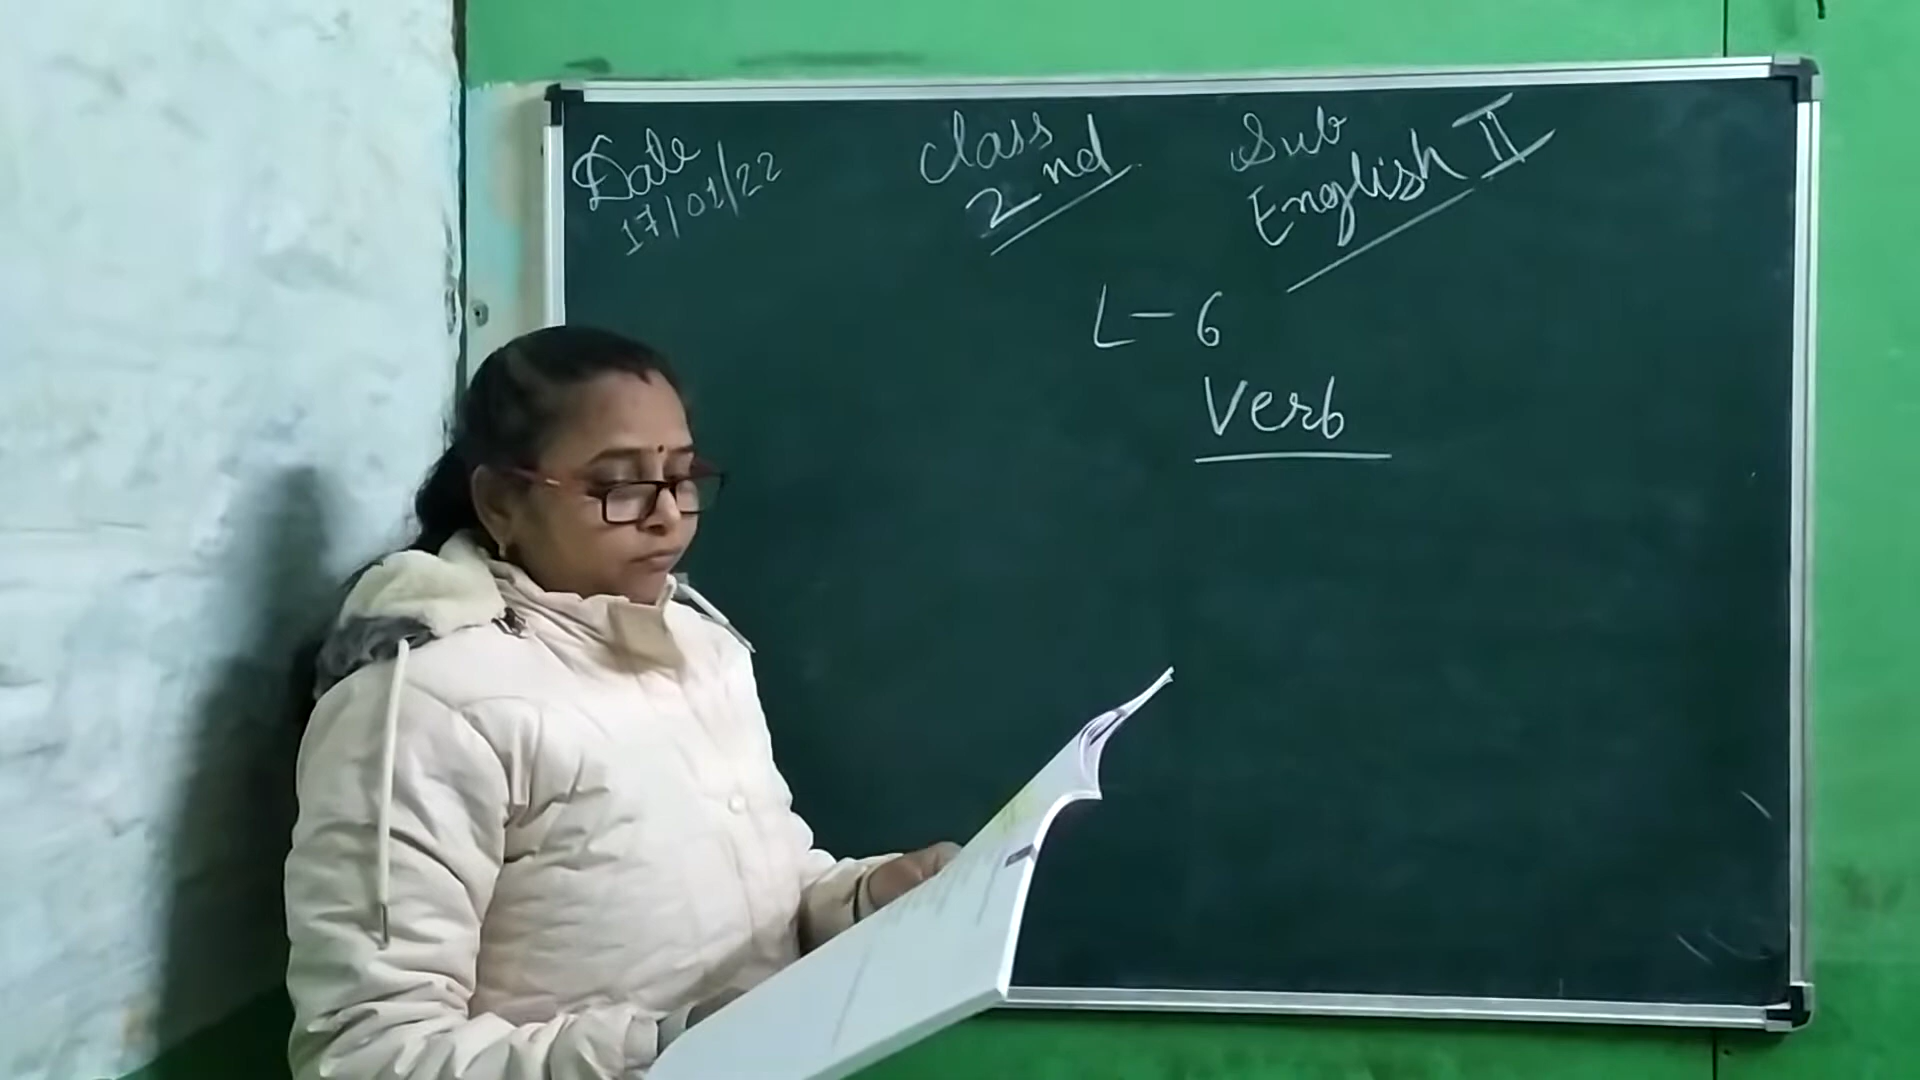 Date
17/01/22
Class
2nd
Sub
English II
L-6
Verb